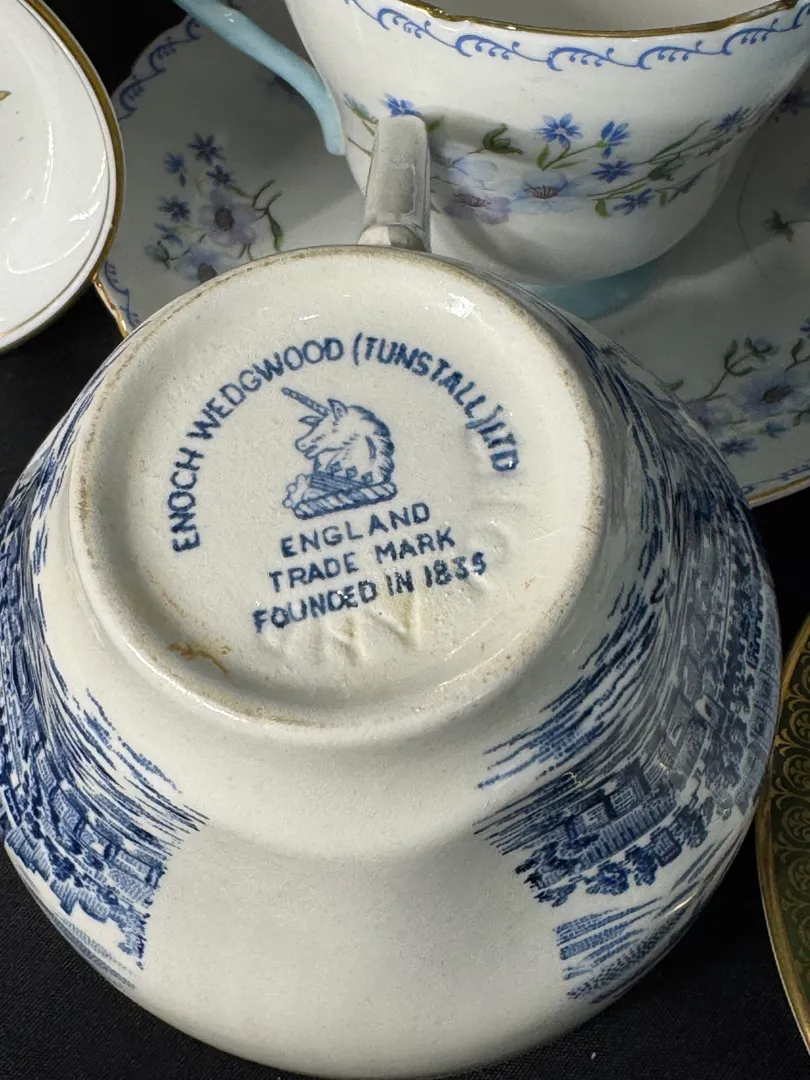 ENOCH WEDGWOOD (TUNSTALL) LTD
ENGLAND
TRADE MARK
FOUNDED IN 1835